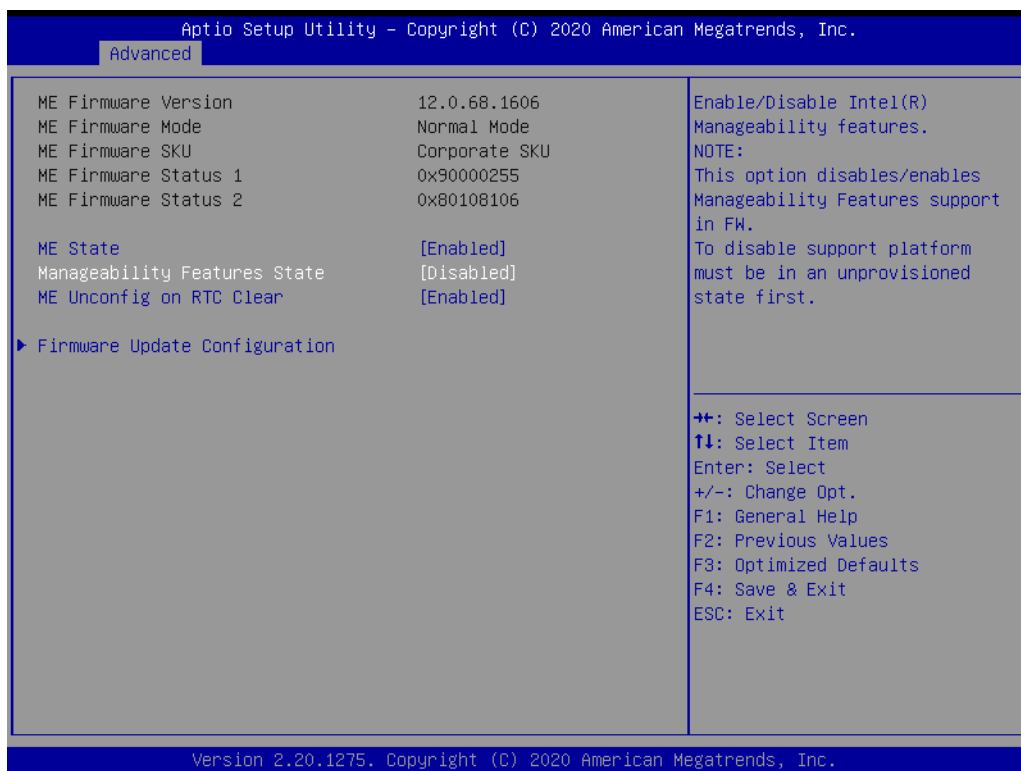 Aptio Setup Utility – Copyright (C) 2020 American Megatrends, Inc.
Advanced
ME Firmware Version 12.0.68.1606
ME Firmware Mode Normal Mode
ME Firmware SKU Corporate SKU
ME Firmware Status 1 0x90000255
ME Firmware Status 2 0x80108106
ME State [Enabled]
Manageability Features State [Disabled]
ME Unconfig on RTC Clear [Enabled]
Firmware Update Configuration
Enable/Disable Intel(R)
Manageability features.
NOTE:
This option disables/enables
Manageability Features support
in FW.
To disable support platform
must be in an unprovisioned
state first.
→←: Select Screen
↑↓: Select Item
Enter: Select
+/-: Change Opt.
F1: General Help
F2: Previous Values
F3: Optimized Defaults
F4: Save & Exit
ESC: Exit
Version 2.20.1275. Copyright (C) 2020 American Megatrends, Inc.